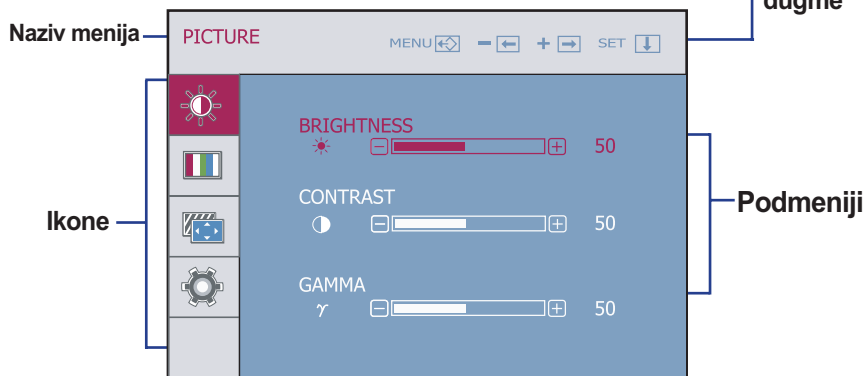 dugme
Naziv menija
PICTURE MENU - + SET
BRIGHTNESS
- + 50
CONTRAST
- + 50
Ikone
Podmeniji
GAMMA
γ - + 50